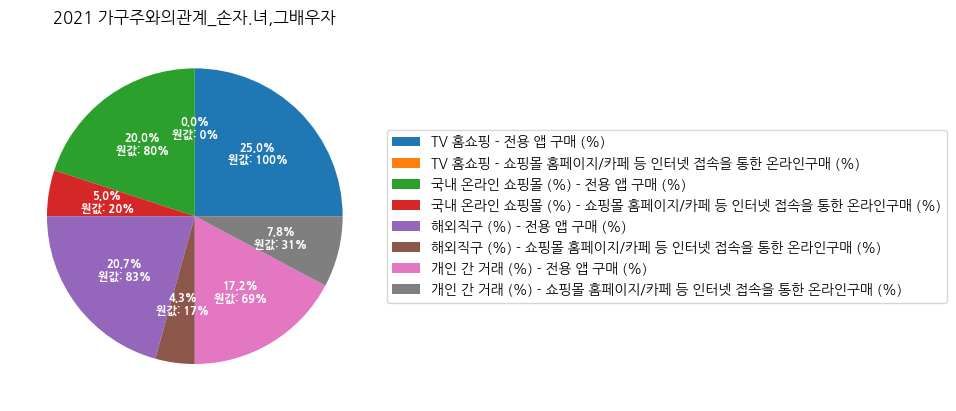 2021 가구주와의관계_손자.녀,그배우자
0.0%
원값: 0%
25.0%
원값: 100%
20.0%
원값: 80%
5.0%
원값: 20%
20.7%
원값: 83%
4.3%
원값: 17%
17.2%
원값: 69%
7.8%
원값: 31%
TV 홈쇼핑 - 전용 앱 구매 (%)
TV 홈쇼핑 - 쇼핑몰 홈페이지/카페 등 인터넷 접속을 통한 온라인구매 (%)
국내 온라인 쇼핑몰 (%) - 전용 앱 구매 (%)
국내 온라인 쇼핑몰 (%) - 쇼핑몰 홈페이지/카페 등 인터넷 접속을 통한 온라인구매 (%)
해외직구 (%) - 전용 앱 구매 (%)
해외직구 (%) - 쇼핑몰 홈페이지/카페 등 인터넷 접속을 통한 온라인구매 (%)
개인 간 거래 (%) - 전용 앱 구매 (%)
개인 간 거래 (%) - 쇼핑몰 홈페이지/카페 등 인터넷 접속을 통한 온라인구매 (%)